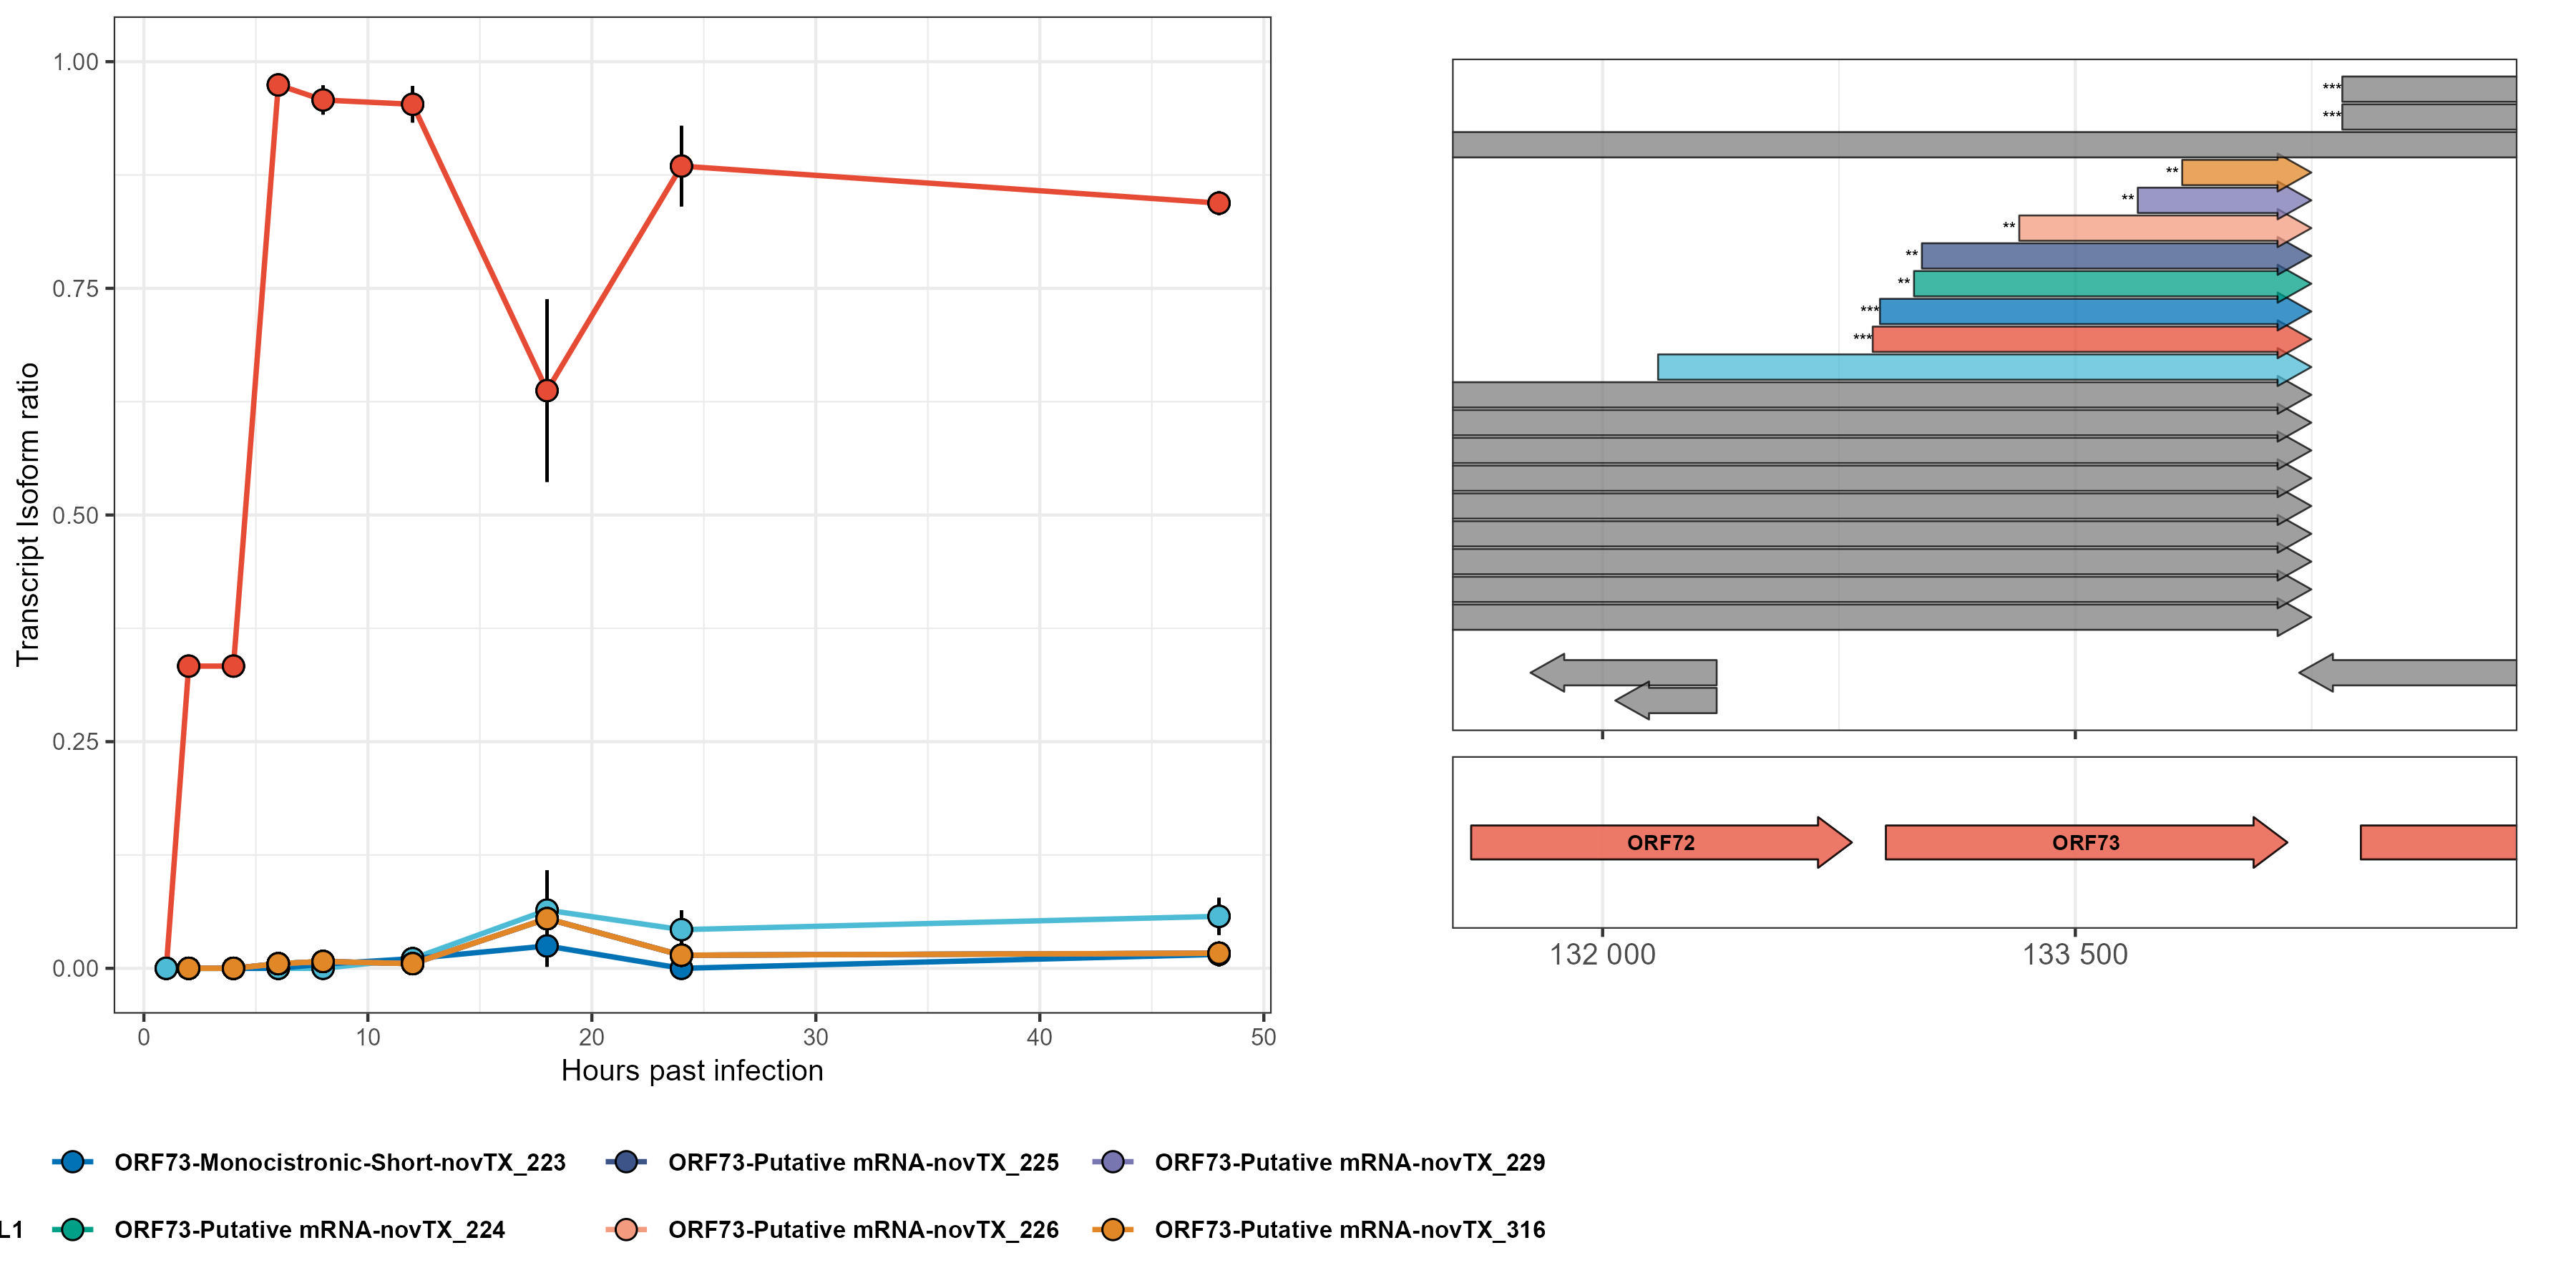 1.00
0.75
0.50
0.25
0.00
Transcript Isoform ratio
0 10 20 30 40 50
Hours past infection
***
***
**
**
**
**
**
***
***
ORF72 ORF73
132 000 133 500
ORF73-Monocistronic-Short-novTX_223 ORF73-Putative mRNA-novTX_225 ORF73-Putative mRNA-novTX_229
L1 ORF73-Putative mRNA-novTX_224 ORF73-Putative mRNA-novTX_226 ORF73-Putative mRNA-novTX_316